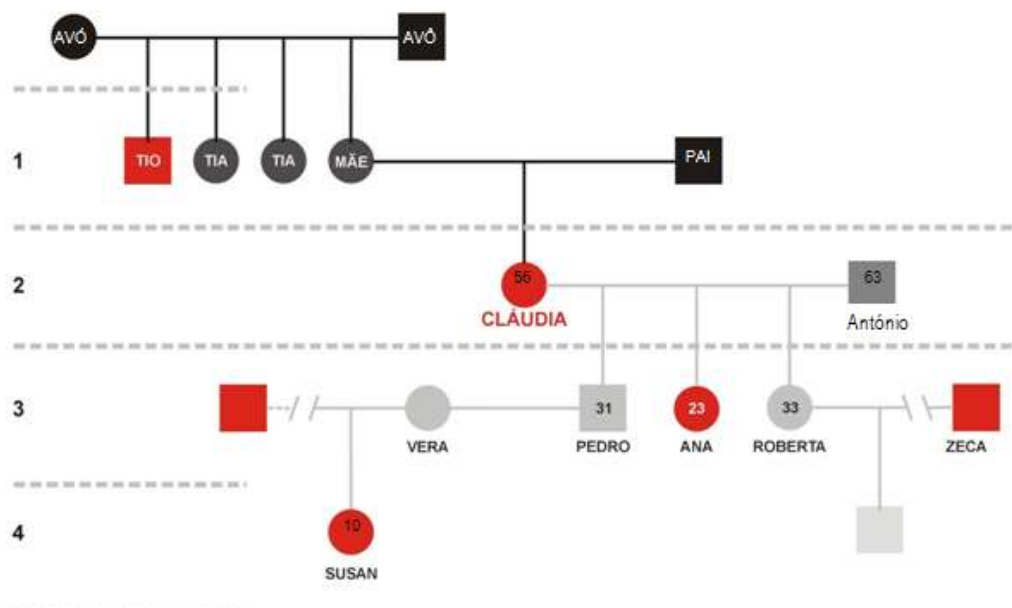 AVÓ AVÔ
1 TIO TIA TIA MÃE PAI
2 55 63
CLÁUDIA António
3 31 23 33
VERA PEDRO ANA ROBERTA ZECA
4 10
SUSAN